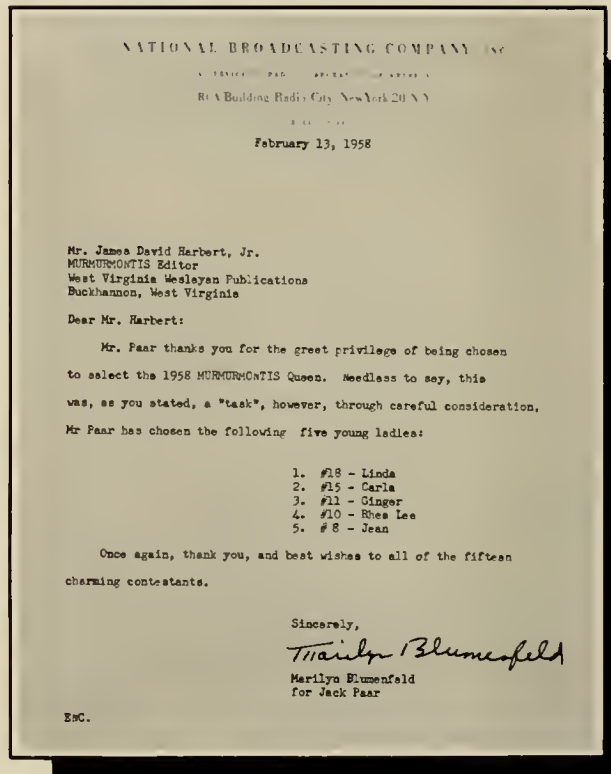 NATIONAL BROADCASTING COMPANY INC
RCA Building Radio City New York 20 N Y
February 13, 1958
Mr. James David Harbert, Jr.
MURMURMONTIS Editor
West Virginia Wesleyan Publications
Buckhannon, West Virginia
Dear Mr. Harbert:
Mr. Paar thanks you for the great privilege of being chosen
to select the 1958 MURMURMONTIS Queen. Needless to say, this
was, as you stated, a "task", however, through careful consideration,
Mr Paar has chosen the following five young ladies:
1. #18 - Linda
2. #15 - Carla
3. #11 - Ginger
4. #10 - Rhea Lee
5. # 8 - Jean
Once again, thank you, and best wishes to all of the fifteen
charming contestants.
Sincerely,
Marilyn Blumenfeld
Marilyn Blumenfeld
for Jack Paar
ENC.